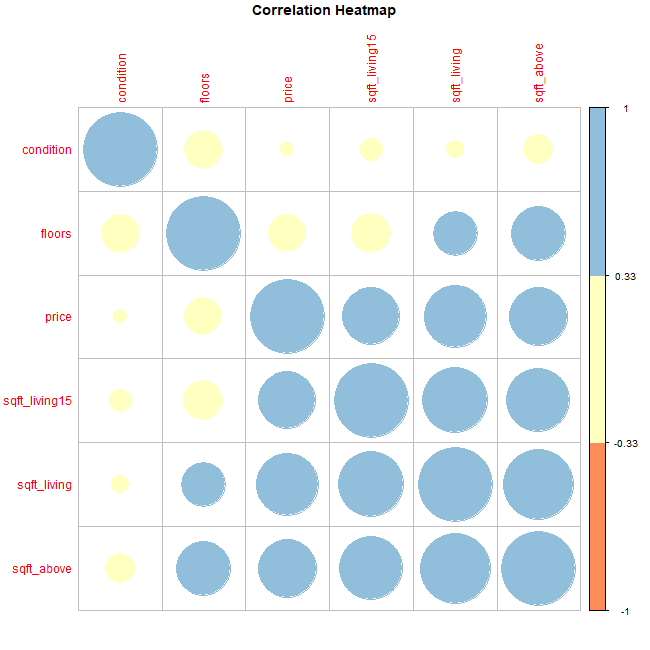 Correlation Heatmap
condition
floors
price
sqft_living15
sqft_living
sqft_above
condition
floors
price
sqft_living15
sqft_living
sqft_above
1
0.33
-0.33
-1